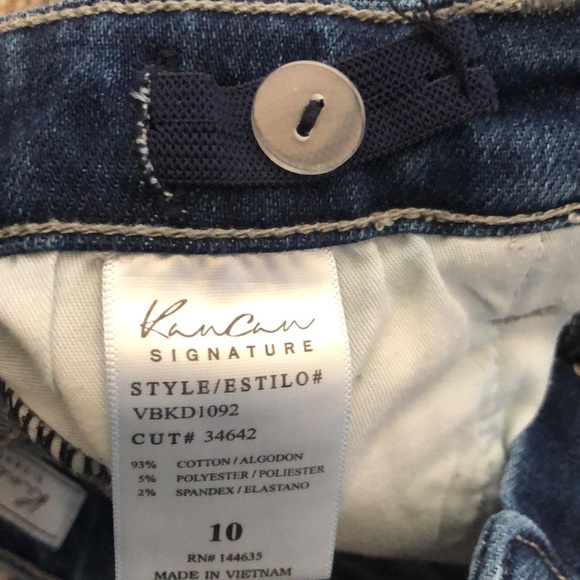 KanCan
SIGNATURE
STYLE/ESTILO#
VBKD1092
CUT# 34642
93% COTTON/ALGODON
5% POLYESTER/POLIESTER
2% SPANDEX/ELASTANO
10
RN# 144635
MADE IN VIETNAM